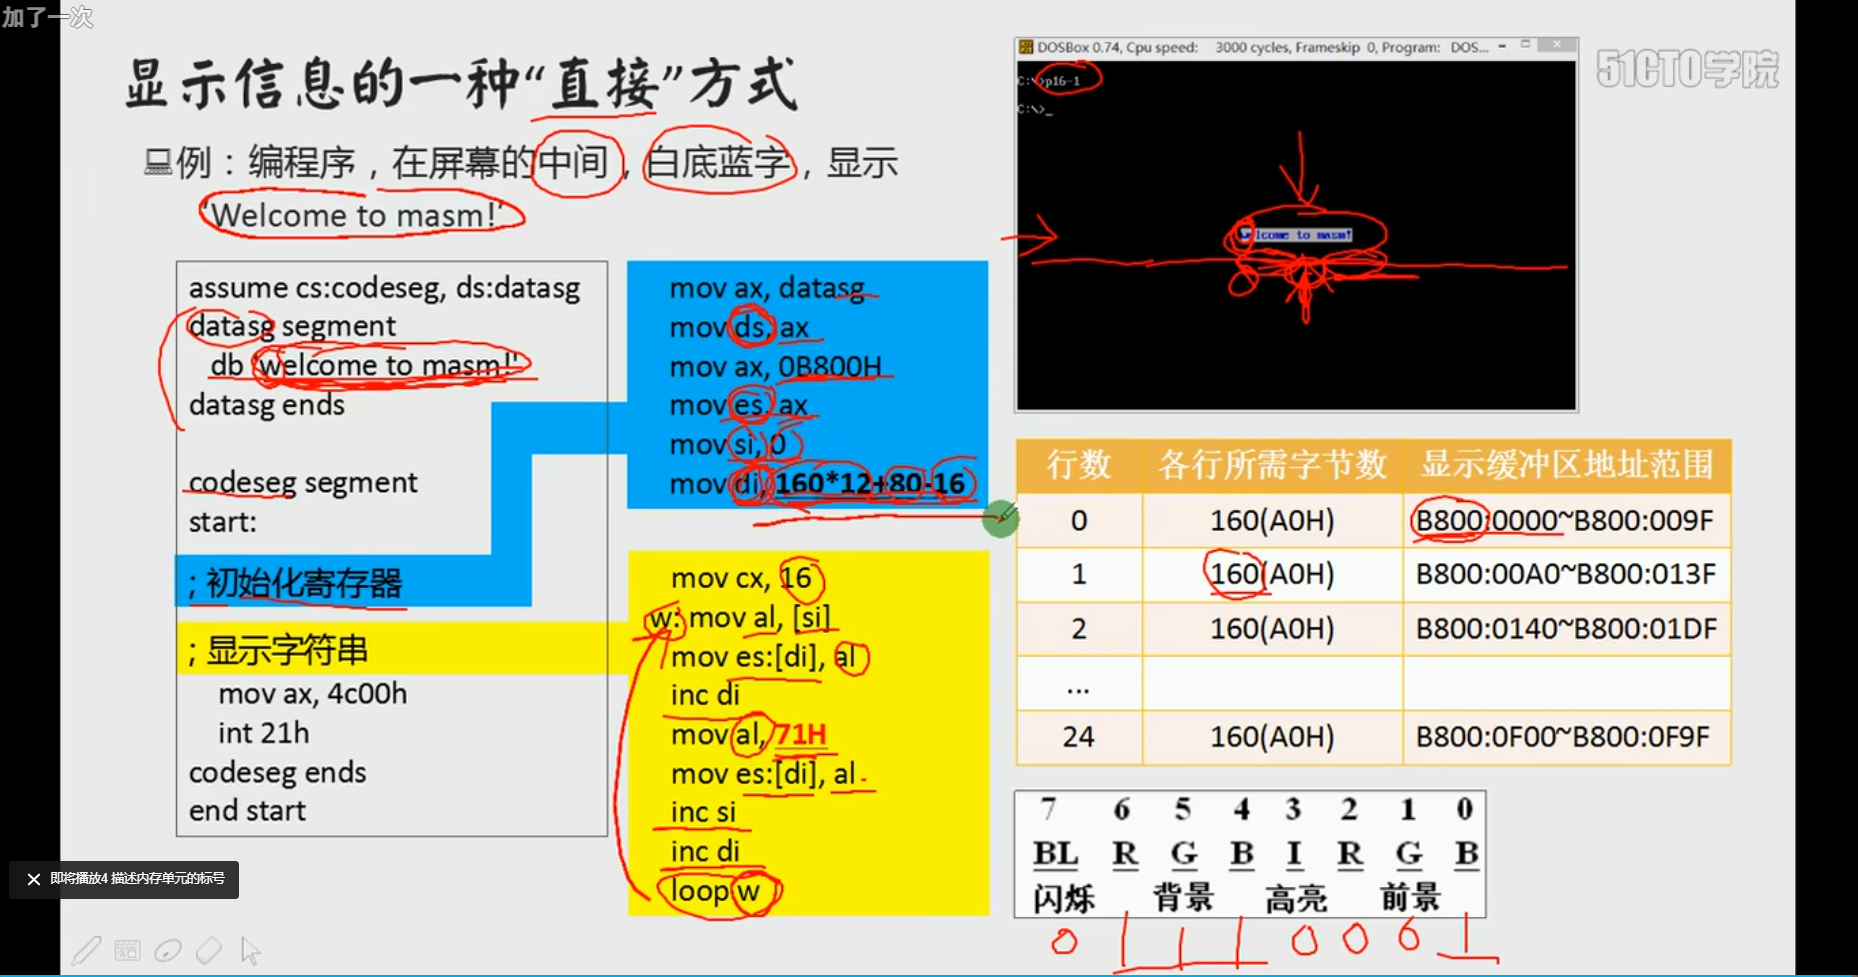 加了一次
显示信息的一种“直接”方式
例：编程序，在屏幕的中间，白底蓝字，显示
‘Welcome to masm!’
assume cs:codeseg, ds:datasg
datasg segment
db 'welcome to masm!'
datasg ends
codeseg segment
start:
; 初始化寄存器
; 显示字符串
mov ax, 4c00h
int 21h
codeseg ends
end start
mov ax, datasg
mov ds, ax
mov ax, 0B800H
mov es, ax
mov si, 0
mov di, 160*12+80-16
mov cx, 16
w: mov al, [si]
mov es:[di], al
inc di
mov al, 71H
mov es:[di], al
inc si
inc di
loop w
DOSBox 0.74, Cpu speed: 3000 cycles, Frameskip 0, Program: DOS...
C:\>p16-1
C:\>_
welcome to masm!
51CTO学院
行数 各行所需字节数 显示缓冲区地址范围
0 160(A0H) B800:0000~B800:009F
1 160(A0H) B800:00A0~B800:013F
2 160(A0H) B800:0140~B800:01DF
...
24 160(A0H) B800:0F00~B800:0F9F
7 6 5 4 3 2 1 0
BL R G B I R G B
闪烁 背景 高亮 前景
0 1 1 1 0 0 0 1
× 即将播放4 描述内存单元的标号